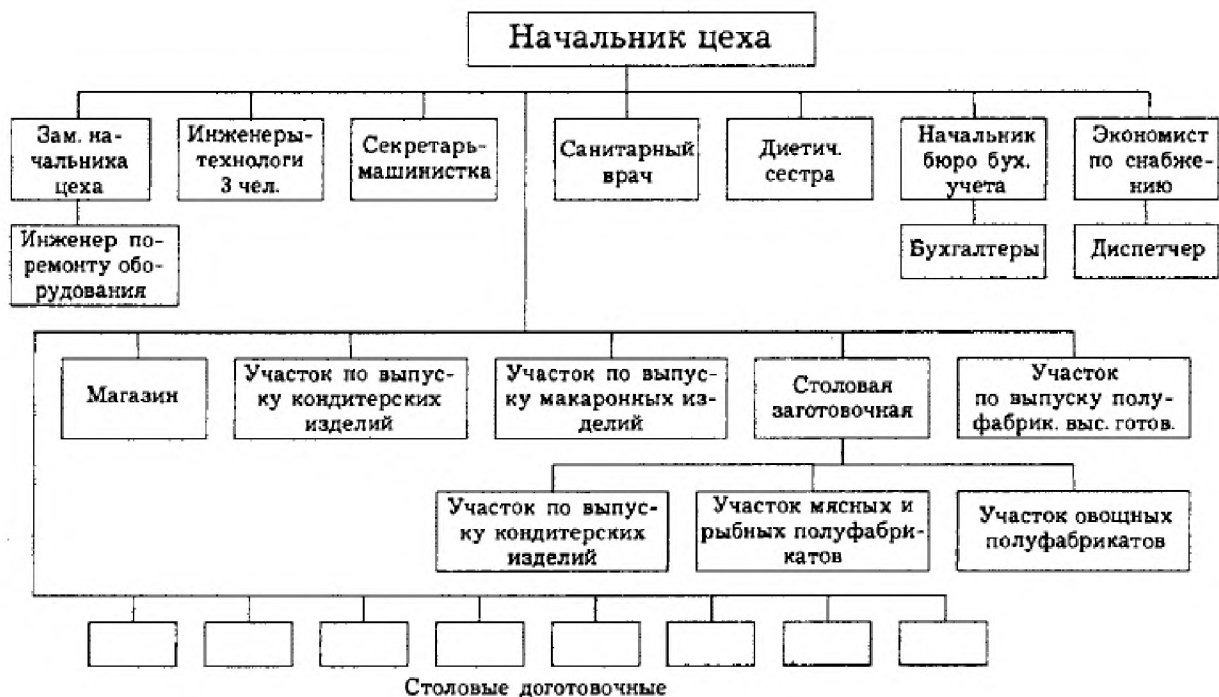 Начальник цеха
Зам. на-
чальника
цеха
Инженеры-
технологи
3 чел.
Секретарь-
машинистка
Санитарный
врач
Диетич.
сестра
Начальник
бюро бух.
учета
Экономист
по снабже-
нию
Инженер по-
ремонту обо-
рудования
Бухгалтеры
Диспетчер
Магазин
Участок по выпус-
ку кондитерских
изделий
Участок по выпус-
ку макаронных из-
делий
Столовая
заготовочная
Участок
по выпуску полу-
фабрик. выс. готов.
Участок по выпус-
ку кондитерских
изделий
Участок мясных и
рыбных полуфабри-
катов
Участок овощных
полуфабрикатов
Столовые доготовочные